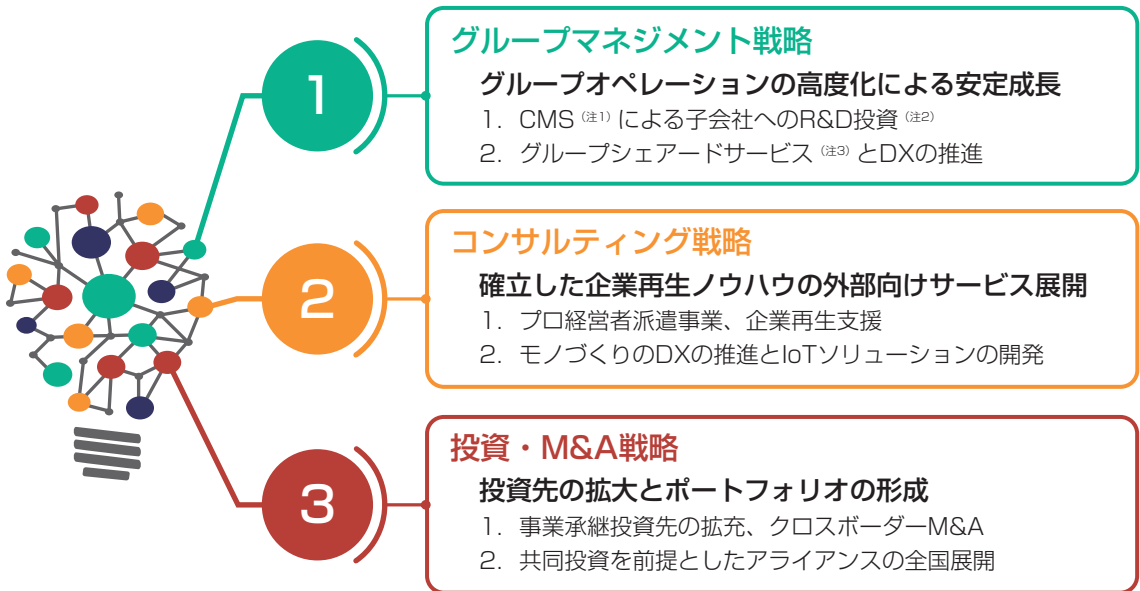 1
グループマネジメント戦略
グループオペレーションの高度化による安定成長
1. CMS（注1）による子会社へのR&D投資（注2）
2. グループシェアードサービス（注3）とDXの推進
2
コンサルティング戦略
確立した企業再生ノウハウの外部向けサービス展開
1. プロ経営者派遣事業、企業再生支援
2. モノづくりのDXの推進とIoTソリューションの開発
3
投資・M&A戦略
投資先の拡大とポートフォリオの形成
1. 事業承継投資先の拡充、クロスボーダーM&A
2. 共同投資を前提としたアライアンスの全国展開